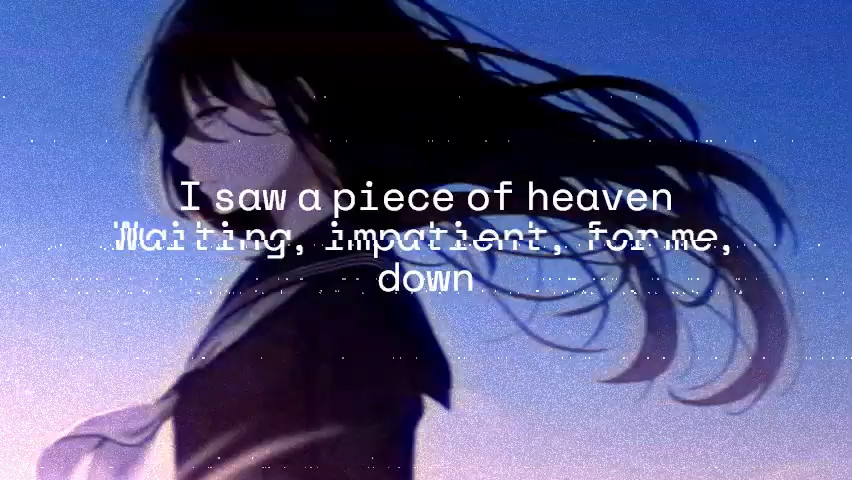 I saw a piece of heaven
Waiting, impatient, for me,
down